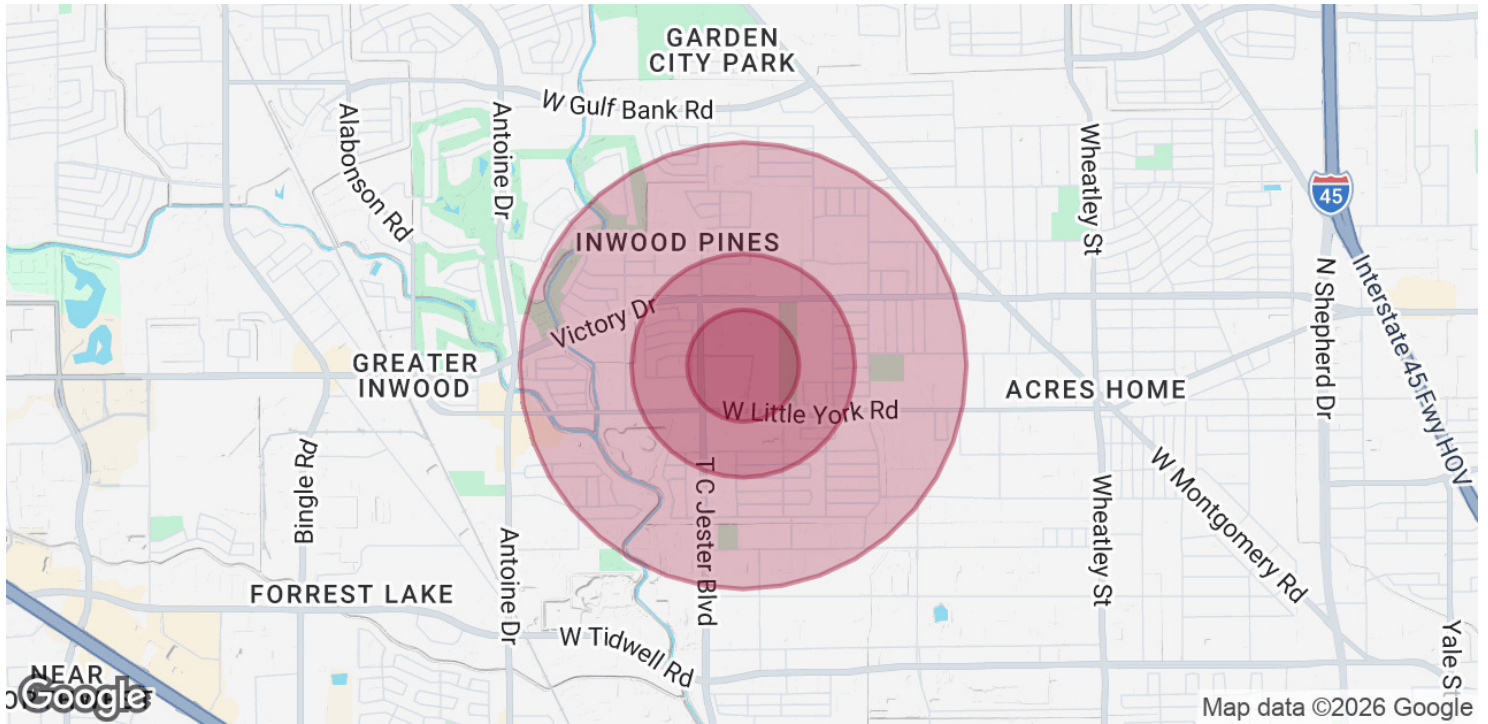 GARDEN
CITY PARK
W Gulf Bank Rd
Alabonson Rd
Antoine Dr
Wheatley St
45
INWOOD PINES
Victory Dr
N Shepherd Dr
Interstate 45 Fwy HOV
GREATER
INWOOD
ACRES HOME
W Little York Rd
Bingle Rd
T C Jester Blvd
Wheatley St
W Montgomery Rd
Antoine Dr
FORREST LAKE
W Tidwell Rd
Yale St
NEAR
Google
Map data ©2026 Google